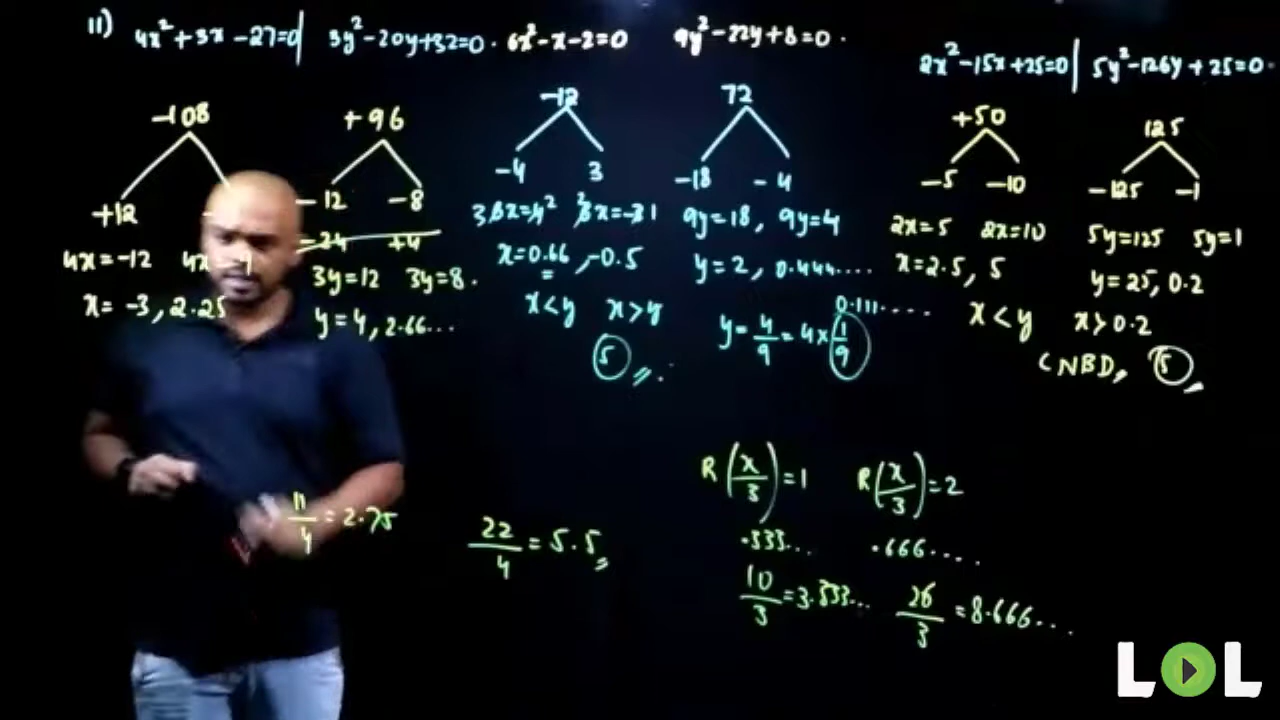 11) 4x²+3x-27=0 | 3y²-20y+32=0. 6x²-x-2=0 9y²-22y+8=0.
2x²-15x+25=0 | 5y²-126y+25=0.
-108 +96 -12 72 +50 125
+12 -12 -8 -4 3 -18 -4 -5 -10 -125 -1
-24 +4
4x=-12 3y=12 3y=8. 9y=18, 9y=4 2x=5 2x=10 5y=125 5y=1
x=-3, 2.25 y=4, 2.66... x=0.66, -0.5 y=2, 0.444.... x=2.5, 5 y=25, 0.2
x<y x>y y=4/9=4x1/9 0.111.... x<y x>0.2
5 CNBD, 5
R(x/3)=1 R(x/3)=2
11/4=2.75 22/4=5.5 .333... .666....
10/3=3.333... 26/3=8.666...
LOL